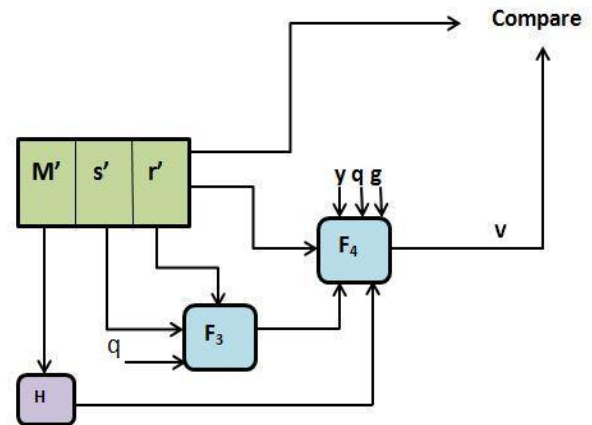 Compare
M' s' r'
y q g
F₄
v
F₃
q
H